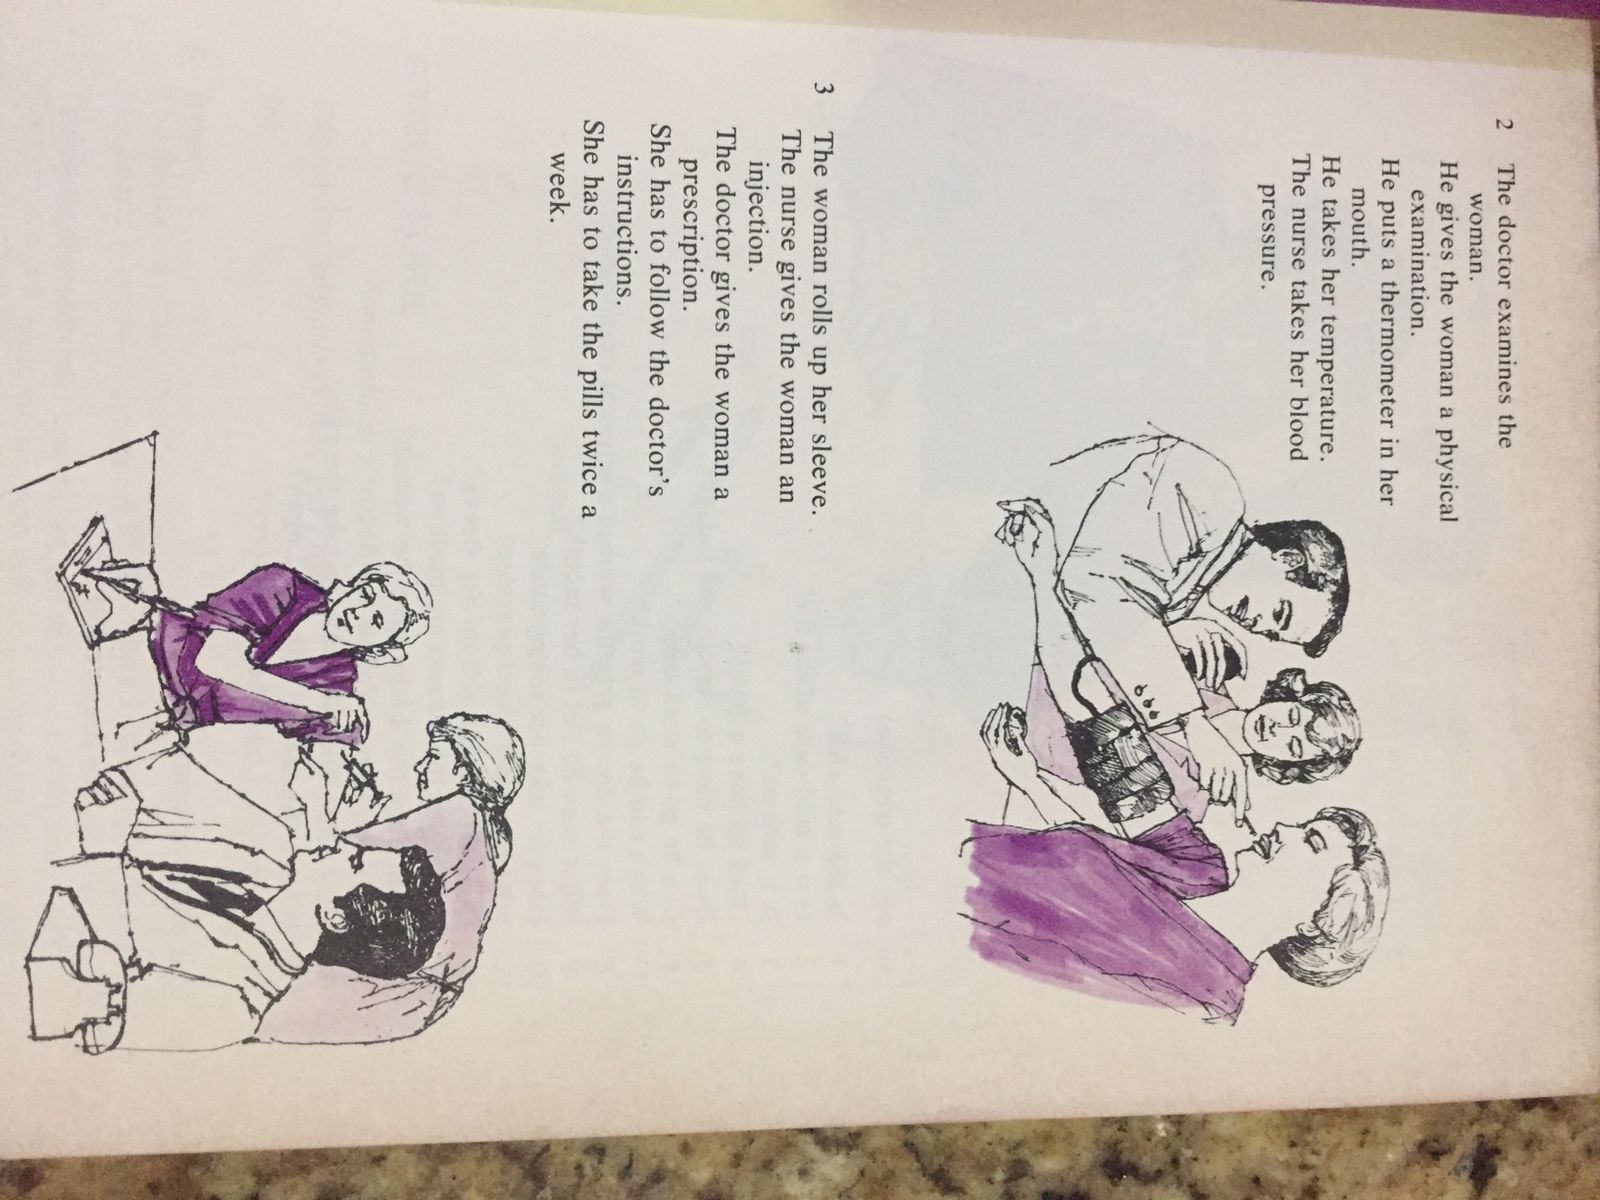 2 The doctor examines the
woman.
He gives the woman a physical
examination.
He puts a thermometer in her
mouth.
He takes her temperature.
The nurse takes her blood
pressure.
3 The woman rolls up her sleeve.
The nurse gives the woman an
injection.
The doctor gives the woman a
prescription.
She has to follow the doctor's
instructions.
She has to take the pills twice a
week.